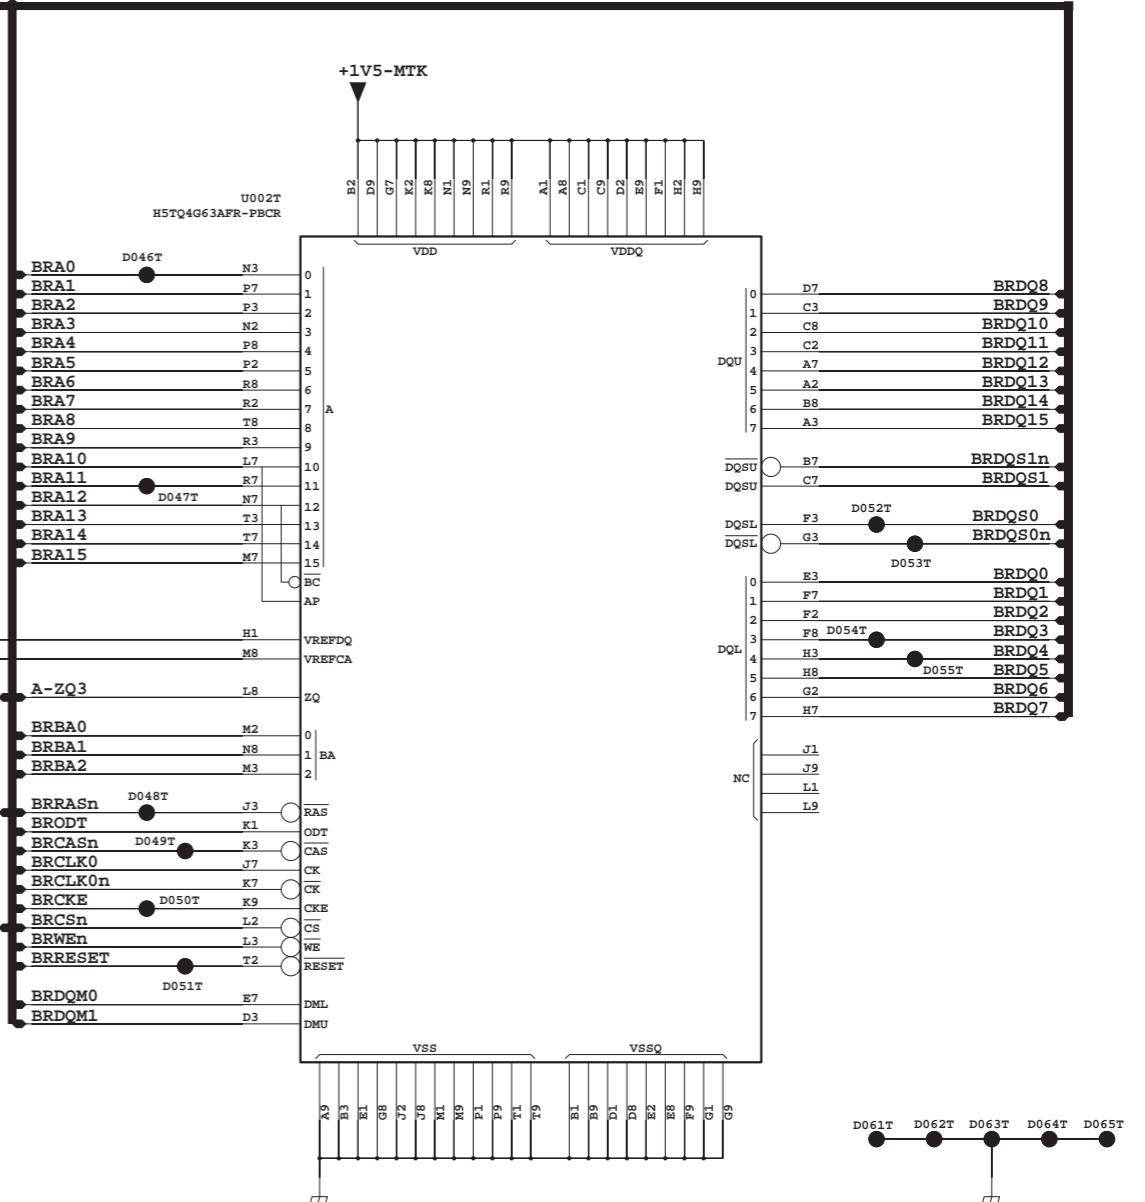 +1V5-MTK
B2 D9 G7 K2 K8 N1 N9 R1 R9 A1 A8 C1 C9 D2 E9 F1 H2 H9
U002T
H5TQ4G63AFR-PBCR
VDD VDDQ
D046T
BRA0 N3 0
BRA1 P7 1
BRA2 P3 2
BRA3 N2 3
BRA4 P8 4
BRA5 P2 5
BRA6 R8 6
BRA7 R2 7 A
BRA8 T8 8
BRA9 R3 9
BRA10 L7 10
BRA11 R7 11
D047T
BRA12 N7 12
BRA13 T3 13
BRA14 T7 14
BRA15 M7 15
BC
AP
H1 VREFDQ
M8 VREFCA
A-ZQ3 L8 ZQ
BRBA0 M2 0
BRBA1 N8 1 BA
BRBA2 M3 2
D048T
BRRASn J3 RAS
BRODT K1 ODT
BRCASn D049T K3 CAS
BRCLK0 J7 CK
BRCLK0n K7 CK
BRCKE D050T K9 CKE
BRCSn L2 CS
BRWEn L3 WE
BRRESET T2 RESET
D051T
BRDQM0 E7 DML
BRDQM1 D3 DMU
0 D7 BRDQ8
1 C3 BRDQ9
2 C8 BRDQ10
3 C2 BRDQ11
DQU
4 A7 BRDQ12
5 A2 BRDQ13
6 B8 BRDQ14
7 A3 BRDQ15
DQSU B7 BRDQS1n
DQSU C7 BRDQS1
D052T
DQSL F3 BRDQS0
DQSL G3 BRDQS0n
D053T
0 E3 BRDQ0
1 F7 BRDQ1
2 F2 BRDQ2
3 F8 D054T BRDQ3
DQL
4 H3 BRDQ4
D055T
5 H8 BRDQ5
6 G2 BRDQ6
7 H7 BRDQ7
J1
NC J9
L1
L9
VSS VSSQ
A9 B3 E1 G8 J2 J8 M1 M9 P1 P9 T1 T9 B1 B9 D1 D8 E2 E8 F9 G1 G9
D061T D062T D063T D064T D065T